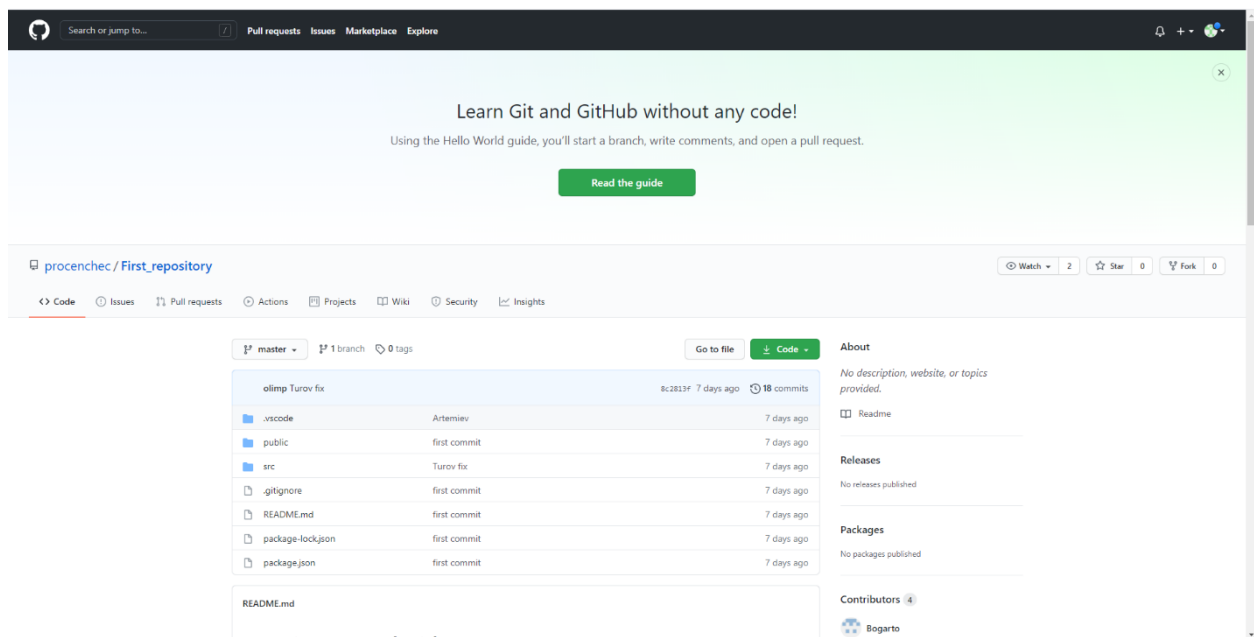 Search or jump to... / Pull requests Issues Marketplace Explore
Learn Git and GitHub without any code!
Using the Hello World guide, you'll start a branch, write comments, and open a pull request.
Read the guide
procenchec / First_repository
Watch 2 Star 0 Fork 0
Code Issues Pull requests Actions Projects Wiki Security Insights
master 1 branch 0 tags Go to file Code
olimp Turov fix 8c2813f 7 days ago 18 commits
.vscode Artemiev 7 days ago
public first commit 7 days ago
src Turov fix 7 days ago
.gitignore first commit 7 days ago
README.md first commit 7 days ago
package-lock.json first commit 7 days ago
package.json first commit 7 days ago
README.md
About
No description, website, or topics
provided.
Readme
Releases
No releases published
Packages
No packages published
Contributors 4
Bogarto